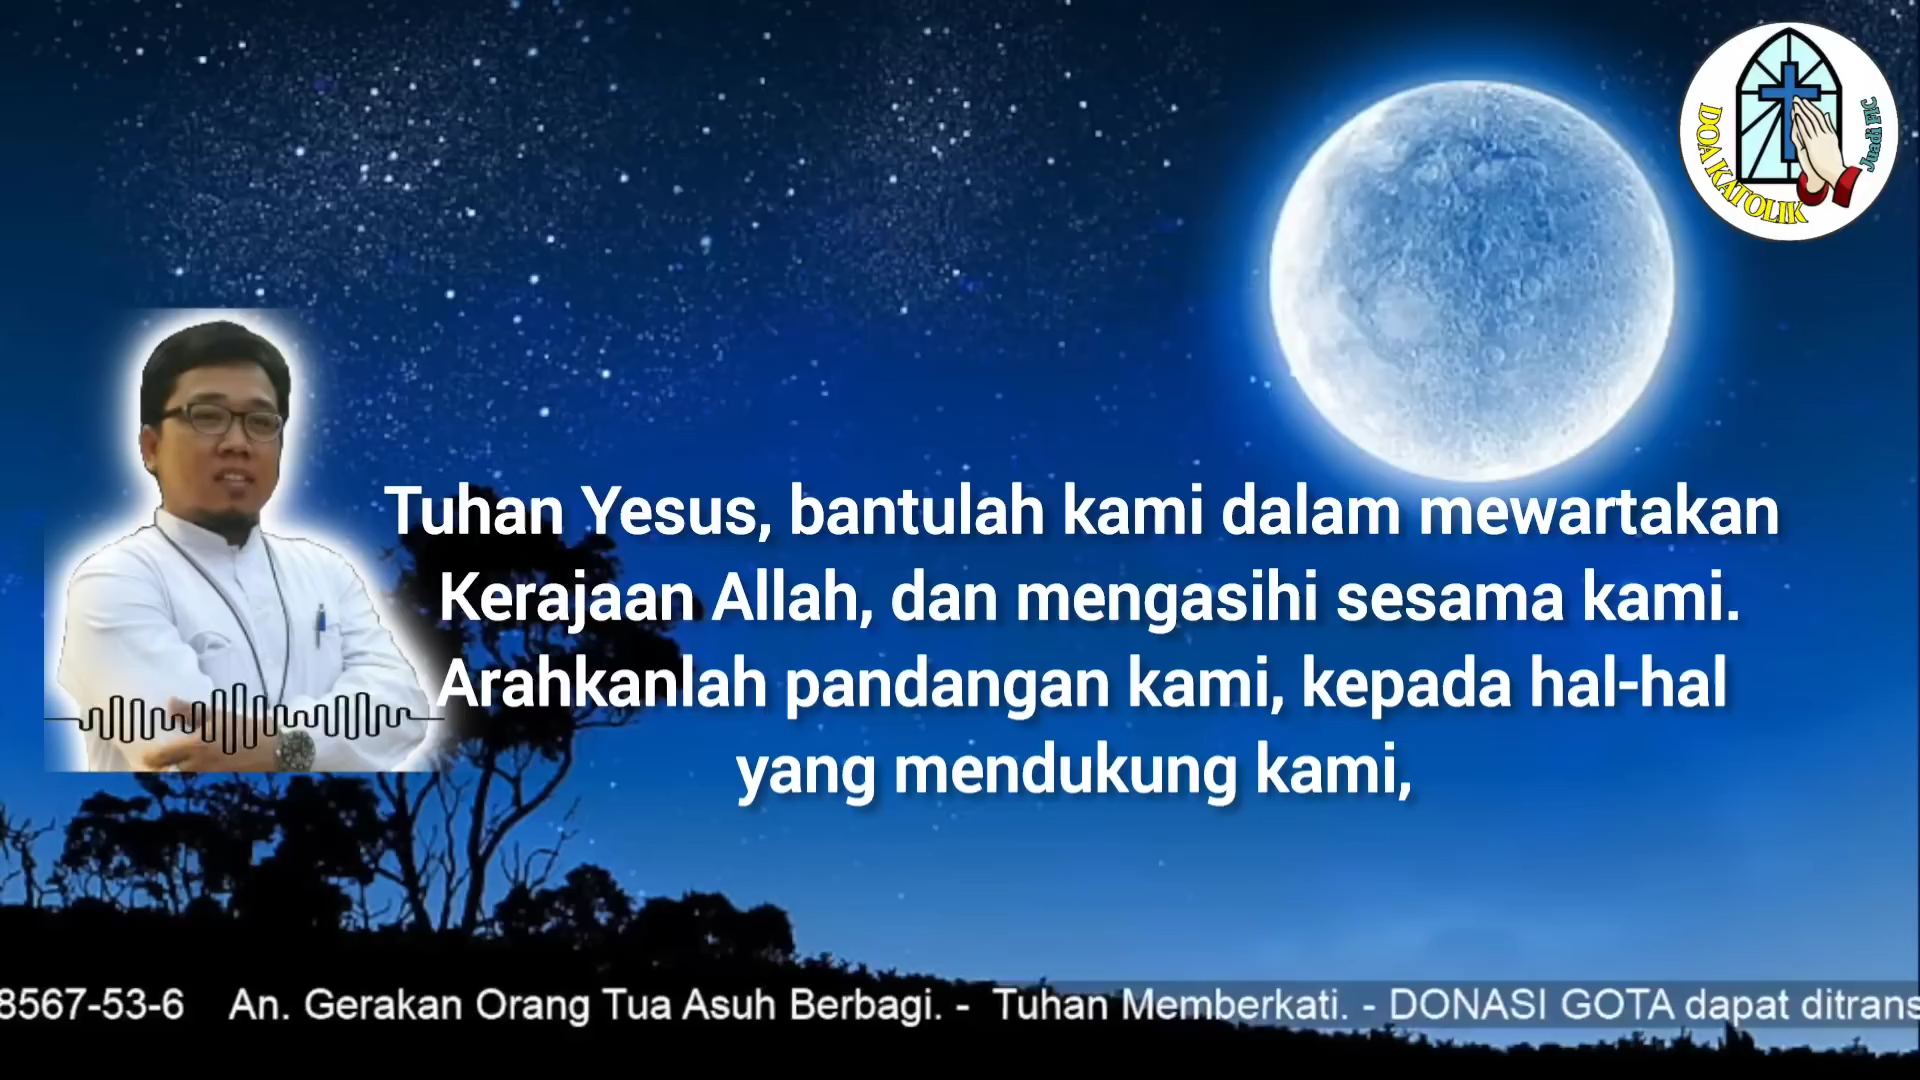 DOA KATOLIK
Juadi FIC
Tuhan Yesus, bantulah kami dalam mewartakan
Kerajaan Allah, dan mengasihi sesama kami.
Arahkanlah pandangan kami, kepada hal-hal
yang mendukung kami,
8567-53-6 An. Gerakan Orang Tua Asuh Berbagi. - Tuhan Memberkati. - DONASI GOTA dapat ditrans